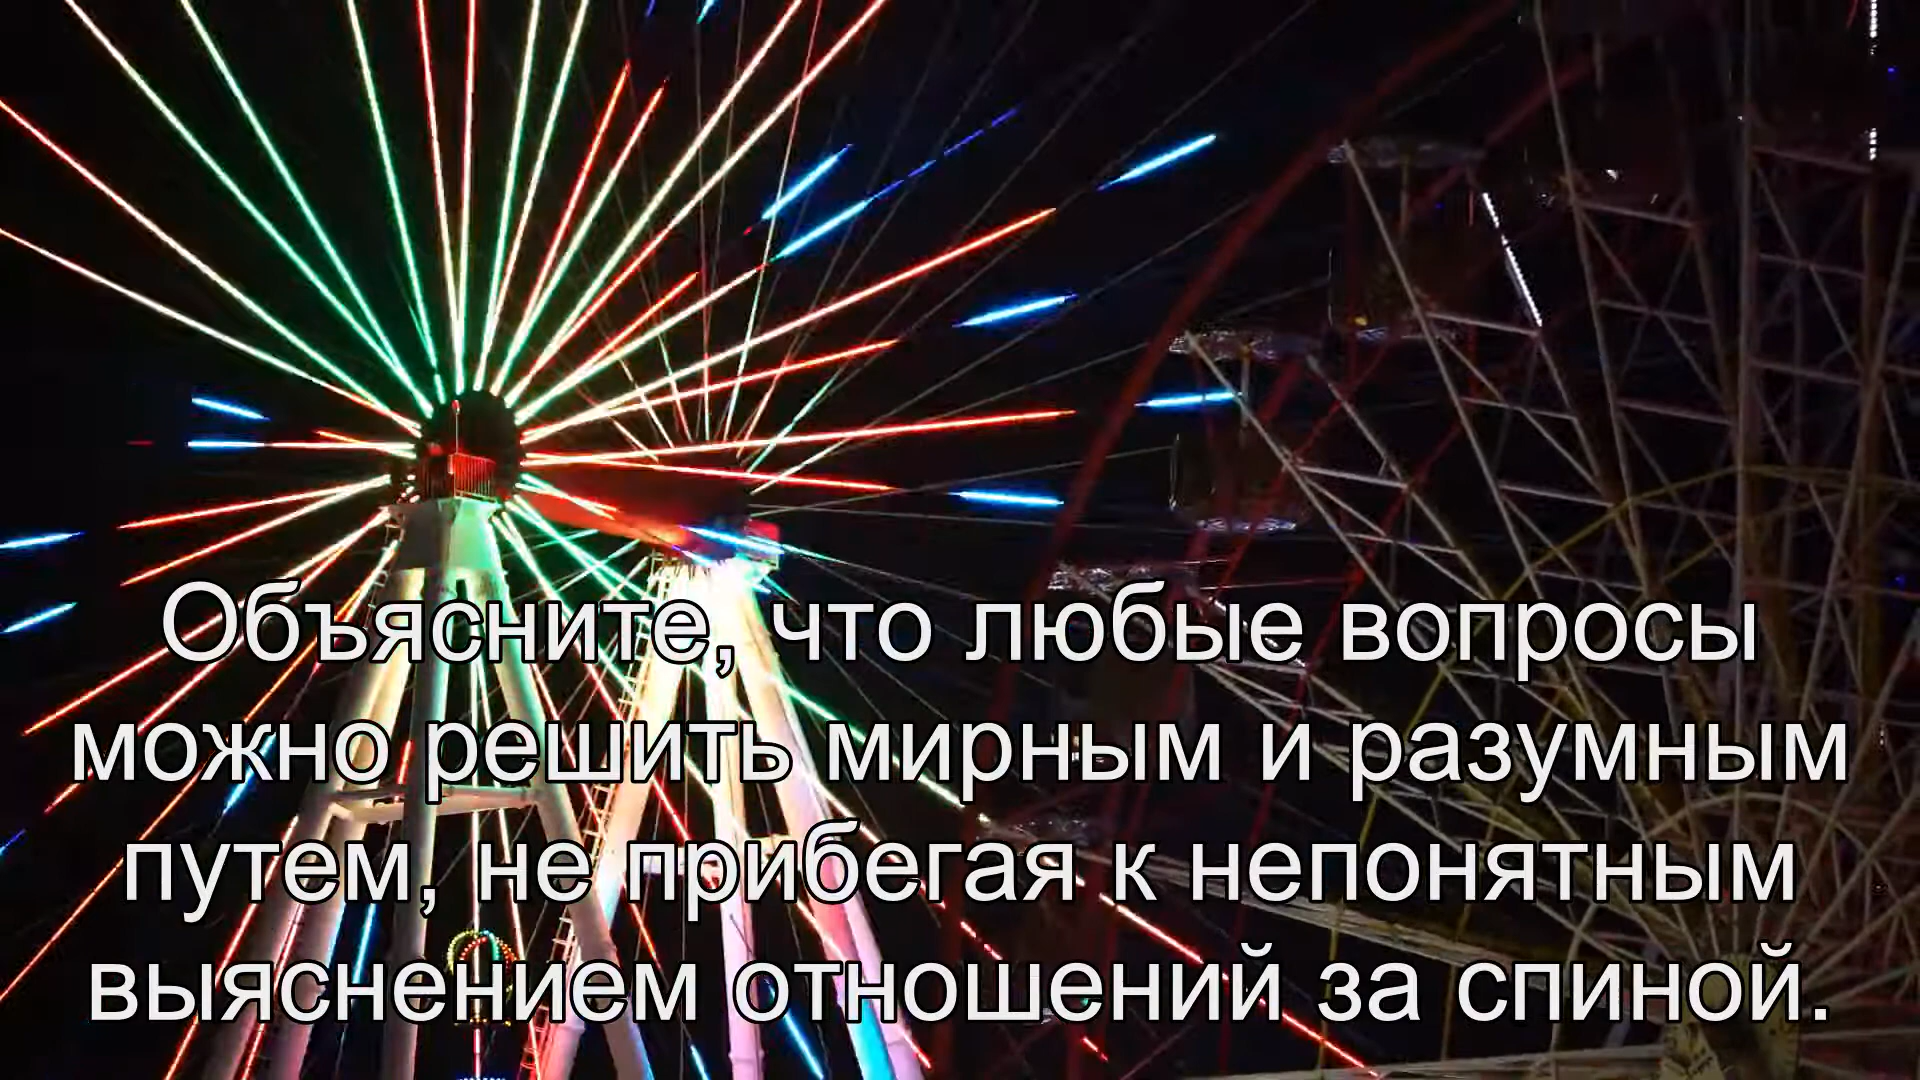 Объясните, что любые вопросы
можно решить мирным и разумным
путем, не прибегая к непонятным
выяснением отношений за спиной.